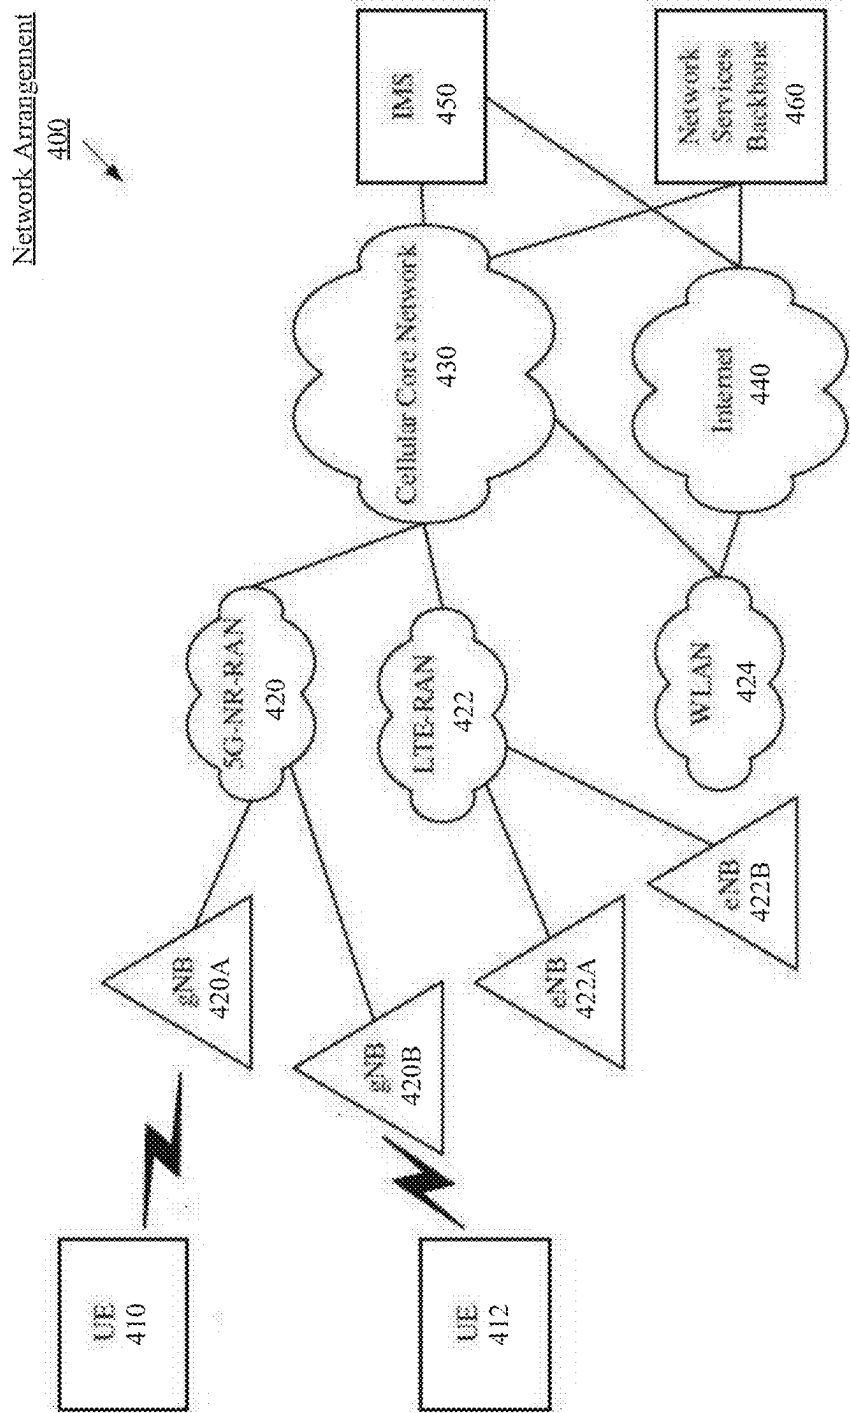 Network Arrangement
400
UE
410
UE
412
gNB
420A
gNB
420B
eNB
422A
eNB
422B
5G-NR-RAN
420
LTE-RAN
422
WLAN
424
Cellular Core Network
430
Internet
440
IMS
450
Network
Services
Backbone
460